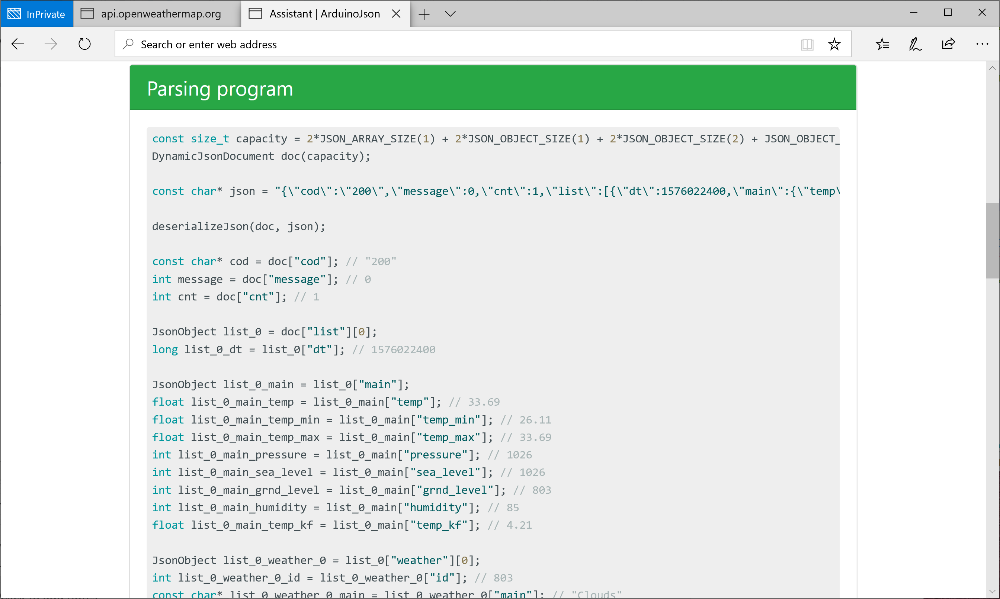 InPrivate api.openweathermap.org Assistant | ArduinoJson
Search or enter web address
Parsing program
const size_t capacity = 2*JSON_ARRAY_SIZE(1) + 2*JSON_OBJECT_SIZE(1) + 2*JSON_OBJECT_SIZE(2) + JSON_OBJECT_
DynamicJsonDocument doc(capacity);
const char* json = "{\"cod\":\"200\",\"message\":0,\"cnt\":1,\"list\":[{\"dt\":1576022400,\"main\":{\"temp\
deserializeJson(doc, json);
const char* cod = doc["cod"]; // "200"
int message = doc["message"]; // 0
int cnt = doc["cnt"]; // 1
JsonObject list_0 = doc["list"][0];
long list_0_dt = list_0["dt"]; // 1576022400
JsonObject list_0_main = list_0["main"];
float list_0_main_temp = list_0_main["temp"]; // 33.69
float list_0_main_temp_min = list_0_main["temp_min"]; // 26.11
float list_0_main_temp_max = list_0_main["temp_max"]; // 33.69
int list_0_main_pressure = list_0_main["pressure"]; // 1026
int list_0_main_sea_level = list_0_main["sea_level"]; // 1026
int list_0_main_grnd_level = list_0_main["grnd_level"]; // 803
int list_0_main_humidity = list_0_main["humidity"]; // 85
float list_0_main_temp_kf = list_0_main["temp_kf"]; // 4.21
JsonObject list_0_weather_0 = list_0["weather"][0];
int list_0_weather_0_id = list_0_weather_0["id"]; // 803
const char* list_0_weather_0_main = list_0_weather_0["main"]; // "Clouds"